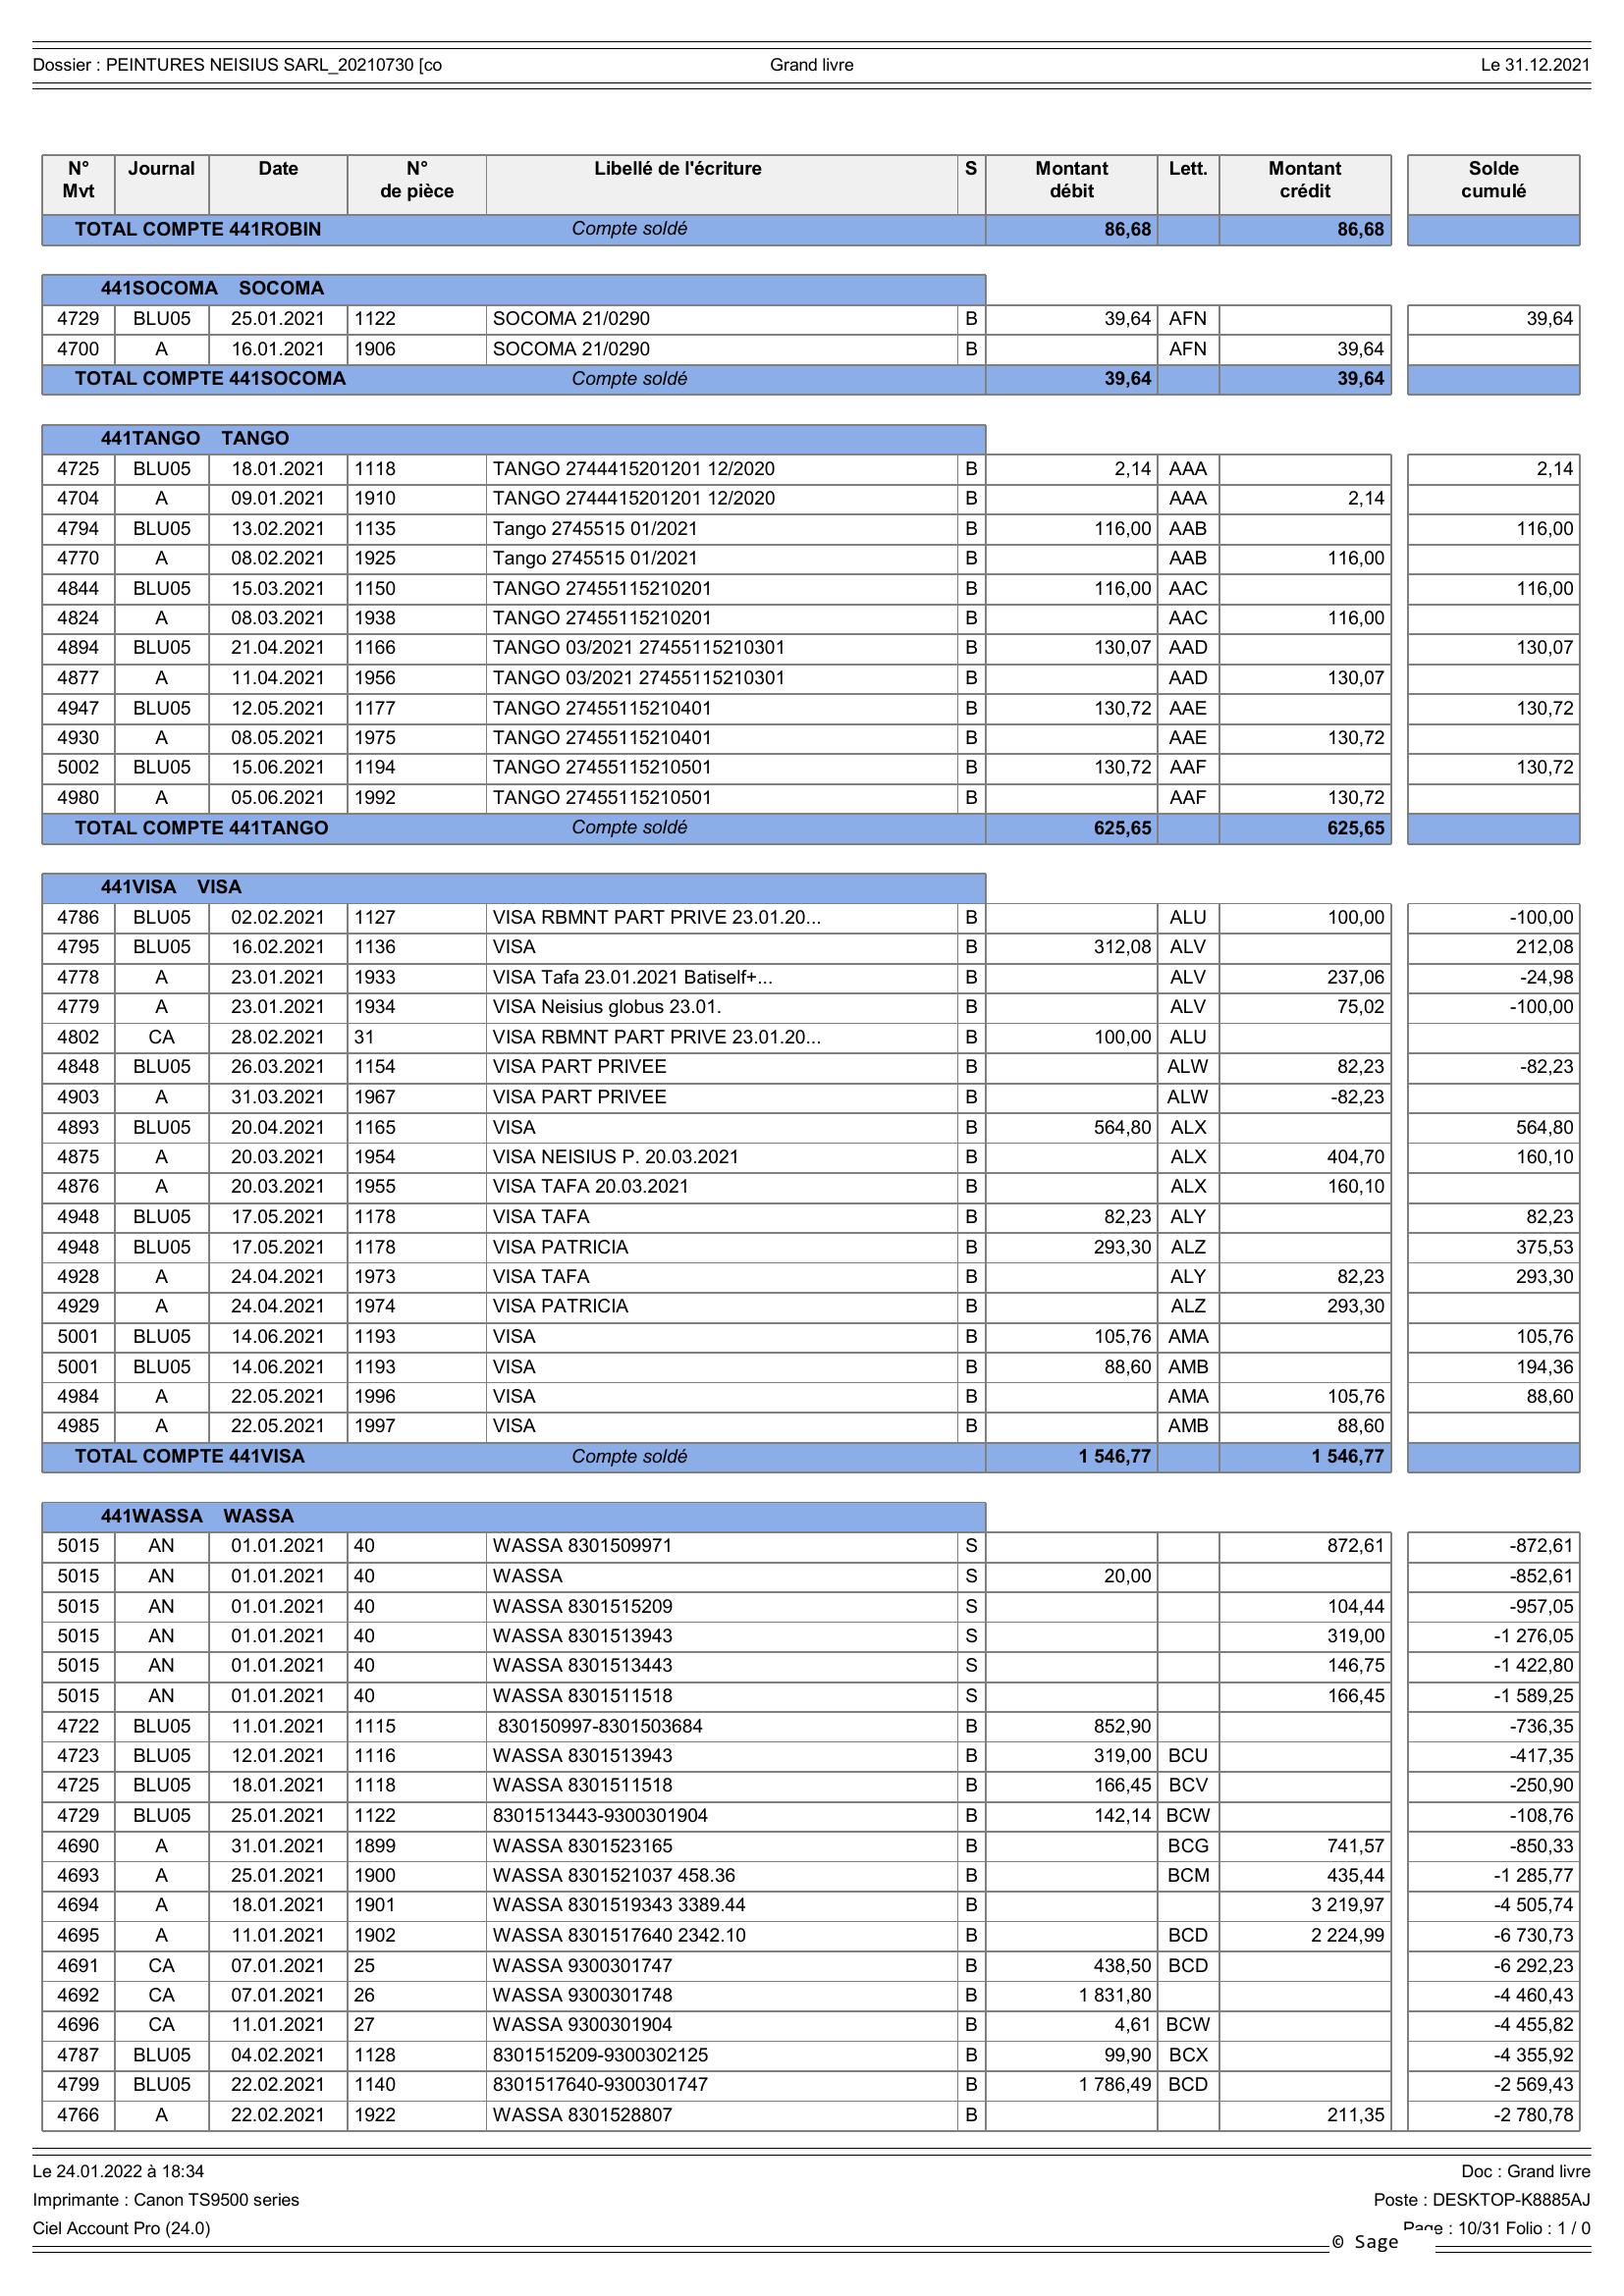 Dossier : PEINTURES NEISIUS SARL_20210730 [co Grand livre Le 31.12.2021
N° Mvt Journal Date N° de pièce Libellé de l'écriture S Montant débit Lett. Montant crédit Solde cumulé
TOTAL COMPTE 441ROBIN Compte soldé 86,68 86,68
441SOCOMA SOCOMA
4729 BLU05 25.01.2021 1122 SOCOMA 21/0290 B 39,64 AFN 39,64
4700 A 16.01.2021 1906 SOCOMA 21/0290 B AFN 39,64
TOTAL COMPTE 441SOCOMA Compte soldé 39,64 39,64
441TANGO TANGO
4725 BLU05 18.01.2021 1118 TANGO 2744415201201 12/2020 B 2,14 AAA 2,14
4704 A 09.01.2021 1910 TANGO 2744415201201 12/2020 B AAA 2,14
4794 BLU05 13.02.2021 1135 Tango 2745515 01/2021 B 116,00 AAB 116,00
4770 A 08.02.2021 1925 Tango 2745515 01/2021 B AAB 116,00
4844 BLU05 15.03.2021 1150 TANGO 27455115210201 B 116,00 AAC 116,00
4824 A 08.03.2021 1938 TANGO 27455115210201 B AAC 116,00
4894 BLU05 21.04.2021 1166 TANGO 03/2021 27455115210301 B 130,07 AAD 130,07
4877 A 11.04.2021 1956 TANGO 03/2021 27455115210301 B AAD 130,07
4947 BLU05 12.05.2021 1177 TANGO 27455115210401 B 130,72 AAE 130,72
4930 A 08.05.2021 1975 TANGO 27455115210401 B AAE 130,72
5002 BLU05 15.06.2021 1194 TANGO 27455115210501 B 130,72 AAF 130,72
4980 A 05.06.2021 1992 TANGO 27455115210501 B AAF 130,72
TOTAL COMPTE 441TANGO Compte soldé 625,65 625,65
441VISA VISA
4786 BLU05 02.02.2021 1127 VISA RBMNT PART PRIVE 23.01.20... B ALU 100,00 -100,00
4795 BLU05 16.02.2021 1136 VISA B 312,08 ALV 212,08
4778 A 23.01.2021 1933 VISA Tafa 23.01.2021 Batiself+... B ALV 237,06 -24,98
4779 A 23.01.2021 1934 VISA Neisius globus 23.01. B ALV 75,02 -100,00
4802 CA 28.02.2021 31 VISA RBMNT PART PRIVE 23.01.20... B 100,00 ALU
4848 BLU05 26.03.2021 1154 VISA PART PRIVEE B ALW 82,23 -82,23
4903 A 31.03.2021 1967 VISA PART PRIVEE B ALW -82,23
4893 BLU05 20.04.2021 1165 VISA B 564,80 ALX 564,80
4875 A 20.03.2021 1954 VISA NEISIUS P. 20.03.2021 B ALX 404,70 160,10
4876 A 20.03.2021 1955 VISA TAFA 20.03.2021 B ALX 160,10
4948 BLU05 17.05.2021 1178 VISA TAFA B 82,23 ALY 82,23
4948 BLU05 17.05.2021 1178 VISA PATRICIA B 293,30 ALZ 375,53
4928 A 24.04.2021 1973 VISA TAFA B ALY 82,23 293,30
4929 A 24.04.2021 1974 VISA PATRICIA B ALZ 293,30
5001 BLU05 14.06.2021 1193 VISA B 105,76 AMA 105,76
5001 BLU05 14.06.2021 1193 VISA B 88,60 AMB 194,36
4984 A 22.05.2021 1996 VISA B AMA 105,76 88,60
4985 A 22.05.2021 1997 VISA B AMB 88,60
TOTAL COMPTE 441VISA Compte soldé 1 546,77 1 546,77
441WASSA WASSA
5015 AN 01.01.2021 40 WASSA 8301509971 S 872,61 -872,61
5015 AN 01.01.2021 40 WASSA S 20,00 -852,61
5015 AN 01.01.2021 40 WASSA 8301515209 S 104,44 -957,05
5015 AN 01.01.2021 40 WASSA 8301513943 S 319,00 -1 276,05
5015 AN 01.01.2021 40 WASSA 8301513443 S 146,75 -1 422,80
5015 AN 01.01.2021 40 WASSA 8301511518 S 166,45 -1 589,25
4722 BLU05 11.01.2021 1115 830150997-8301503684 B 852,90 -736,35
4723 BLU05 12.01.2021 1116 WASSA 8301513943 B 319,00 BCU -417,35
4725 BLU05 18.01.2021 1118 WASSA 8301511518 B 166,45 BCV -250,90
4729 BLU05 25.01.2021 1122 8301513443-9300301904 B 142,14 BCW -108,76
4690 A 31.01.2021 1899 WASSA 8301523165 B BCG 741,57 -850,33
4693 A 25.01.2021 1900 WASSA 8301521037 458.36 B BCM 435,44 -1 285,77
4694 A 18.01.2021 1901 WASSA 8301519343 3389.44 B 3 219,97 -4 505,74
4695 A 11.01.2021 1902 WASSA 8301517640 2342.10 B BCD 2 224,99 -6 730,73
4691 CA 07.01.2021 25 WASSA 9300301747 B 438,50 BCD -6 292,23
4692 CA 07.01.2021 26 WASSA 9300301748 B 1 831,80 -4 460,43
4696 CA 11.01.2021 27 WASSA 9300301904 B 4,61 BCW -4 455,82
4787 BLU05 04.02.2021 1128 8301515209-9300302125 B 99,90 BCX -4 355,92
4799 BLU05 22.02.2021 1140 8301517640-9300301747 B 1 786,49 BCD -2 569,43
4766 A 22.02.2021 1922 WASSA 8301528807 B 211,35 -2 780,78
Le 24.01.2022 à 18:34 Doc : Grand livre
Imprimante : Canon TS9500 series Poste : DESKTOP-K8885AJ
Ciel Account Pro (24.0) Page : 10/31 Folio : 1 / 0
© Sage